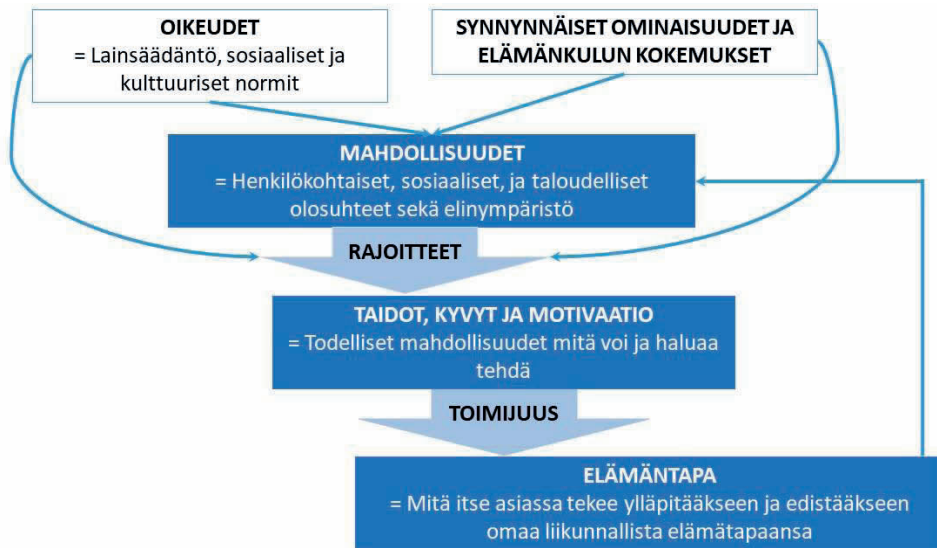 OIKEUDET
= Lainsäädäntö, sosiaaliset ja
kulttuuriset normit
SYNNYNNÄISET OMINAISUUDET JA
ELÄMÄNKULUN KOKEMUKSET
MAHDOLLISUUDET
= Henkilökohtaiset, sosiaaliset, ja taloudelliset
olosuhteet sekä elinympäristö
RAJOITTEET
TAIDOT, KYVYT JA MOTIVAATIO
= Todelliset mahdollisuudet mitä voi ja haluaa
tehdä
TOIMIJUUS
ELÄMÄNTAPA
= Mitä itse asiassa tekee ylläpitääkseen ja edistääkseen
omaa liikunnallista elämätapaansa